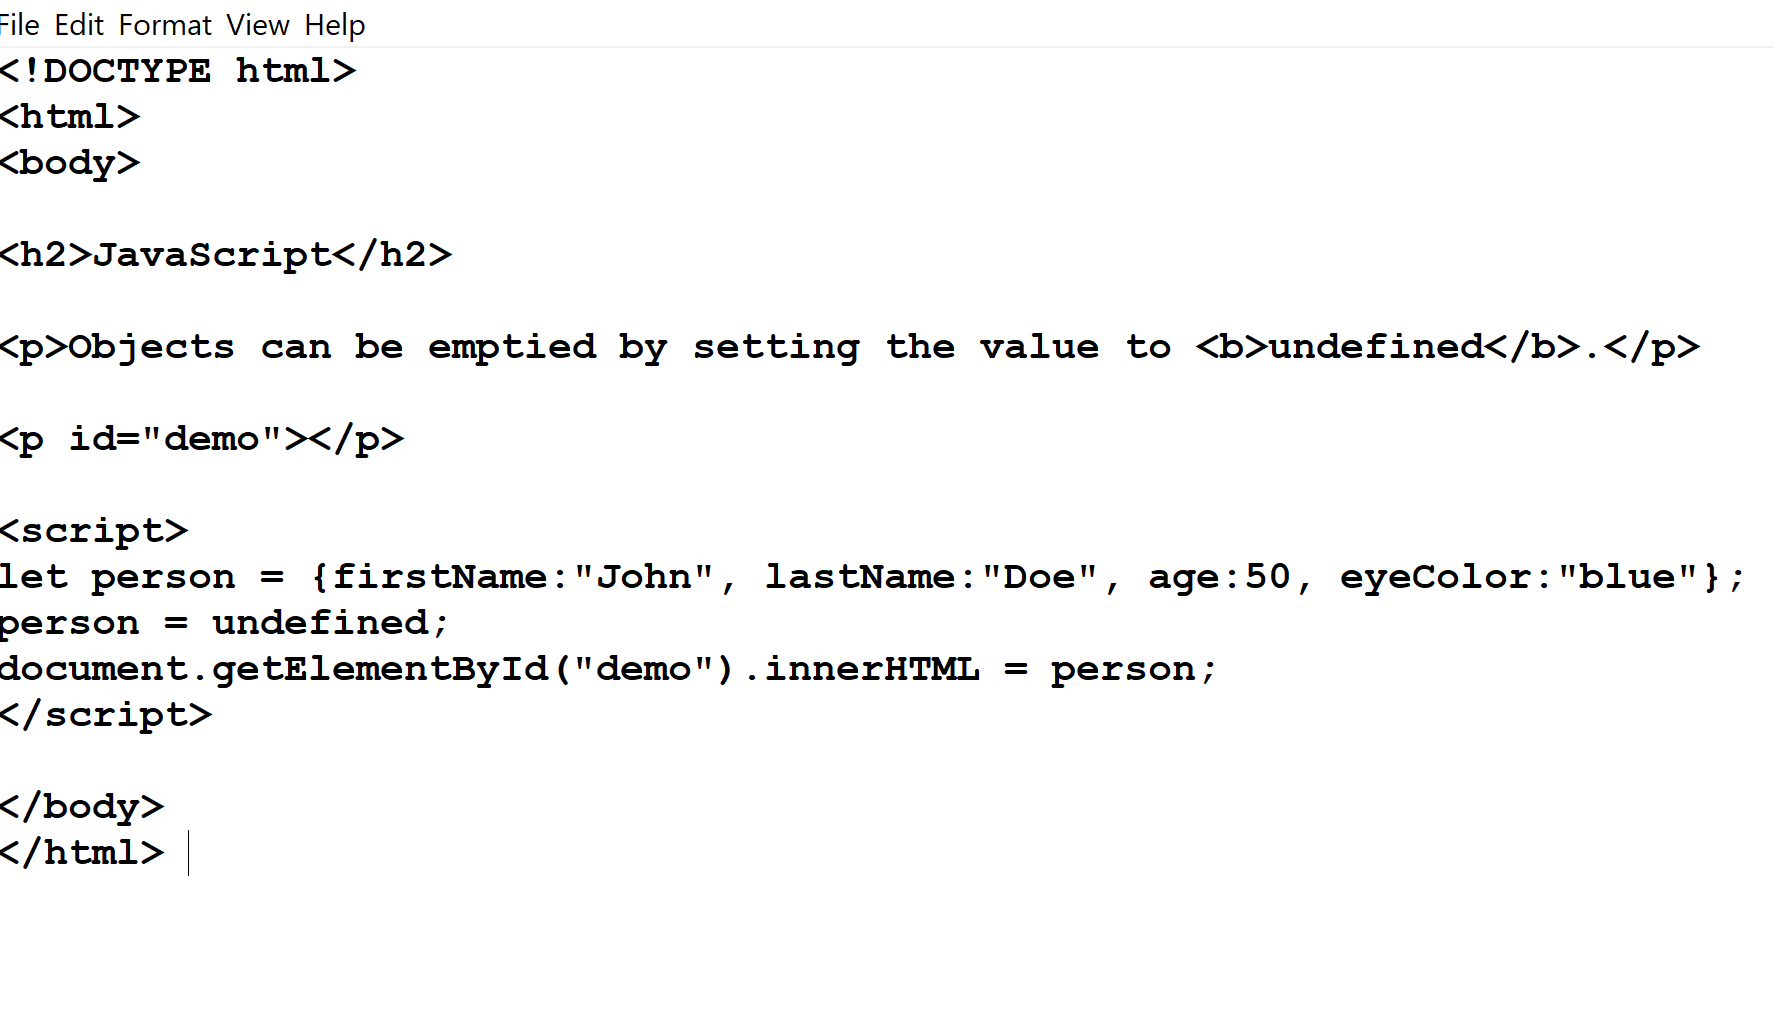 File Edit Format View Help
<!DOCTYPE html>
<html>
<body>
<h2>JavaScript</h2>
<p>Objects can be emptied by setting the value to <b>undefined</b>.</p>
<p id="demo"></p>
<script>
let person = {firstName:"John", lastName:"Doe", age:50, eyeColor:"blue"};
person = undefined;
document.getElementById("demo").innerHTML = person;
</script>
</body>
</html>